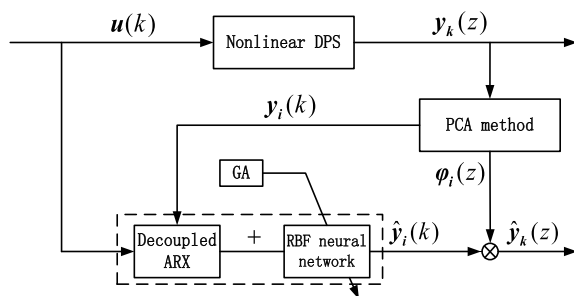 u(k)
Nonlinear DPS
y_k(z)
y_i(k)
PCA method
GA
φ_i(z)
Decoupled
ARX
+
RBF neural
network
ŷ_i(k)
ŷ_k(z)